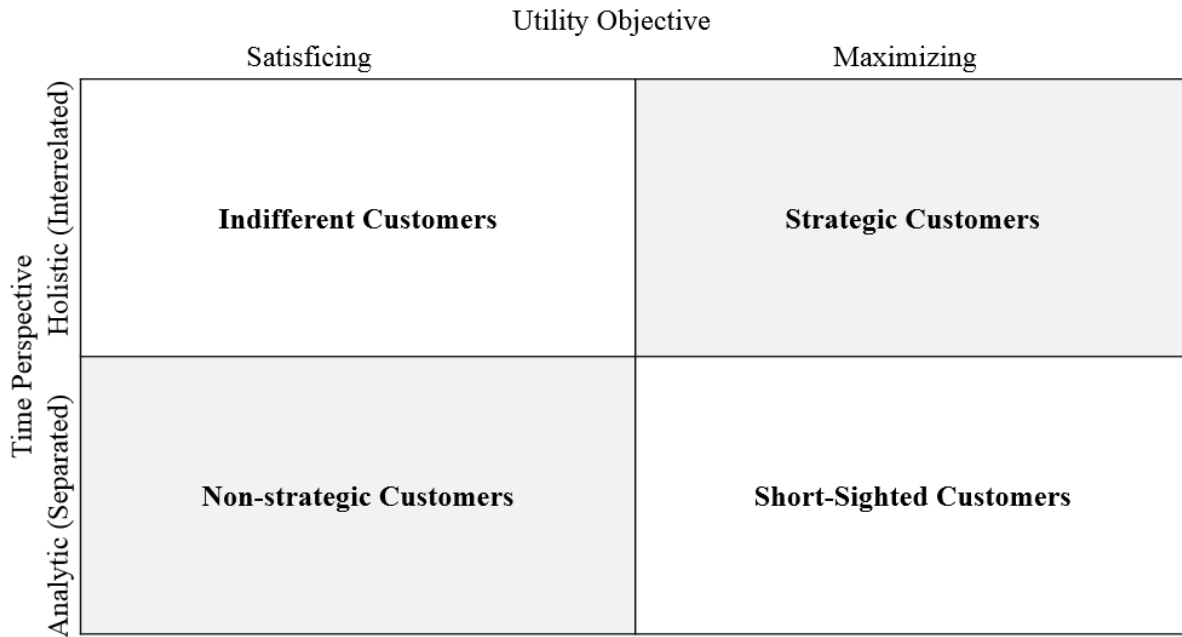 Utility Objective
Satisficing
Maximizing
Time Perspective
Holistic (Interrelated)
Indifferent Customers
Strategic Customers
Analytic (Separated)
Non-strategic Customers
Short-Sighted Customers